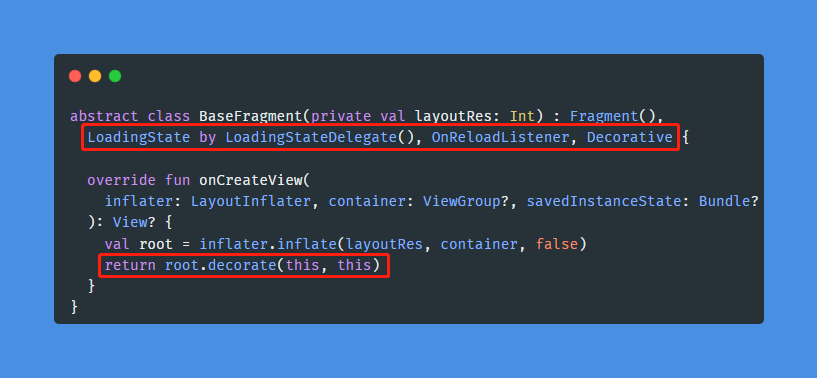 abstract class BaseFragment(private val layoutRes: Int) : Fragment(),
LoadingState by LoadingStateDelegate(), OnReloadListener, Decorative {
override fun onCreateView(
inflater: LayoutInflater, container: ViewGroup?, savedInstanceState: Bundle?
): View? {
val root = inflater.inflate(layoutRes, container, false)
return root.decorate(this, this)
}
}